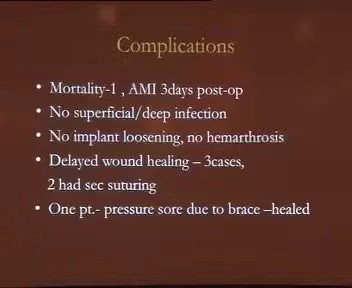 Complications
• Mortality-1 , AMI 3days post-op
• No superficial/deep infection
• No implant loosening, no hemarthrosis
• Delayed wound healing – 3cases,
2 had sec suturing
• One pt.- pressure sore due to brace –healed